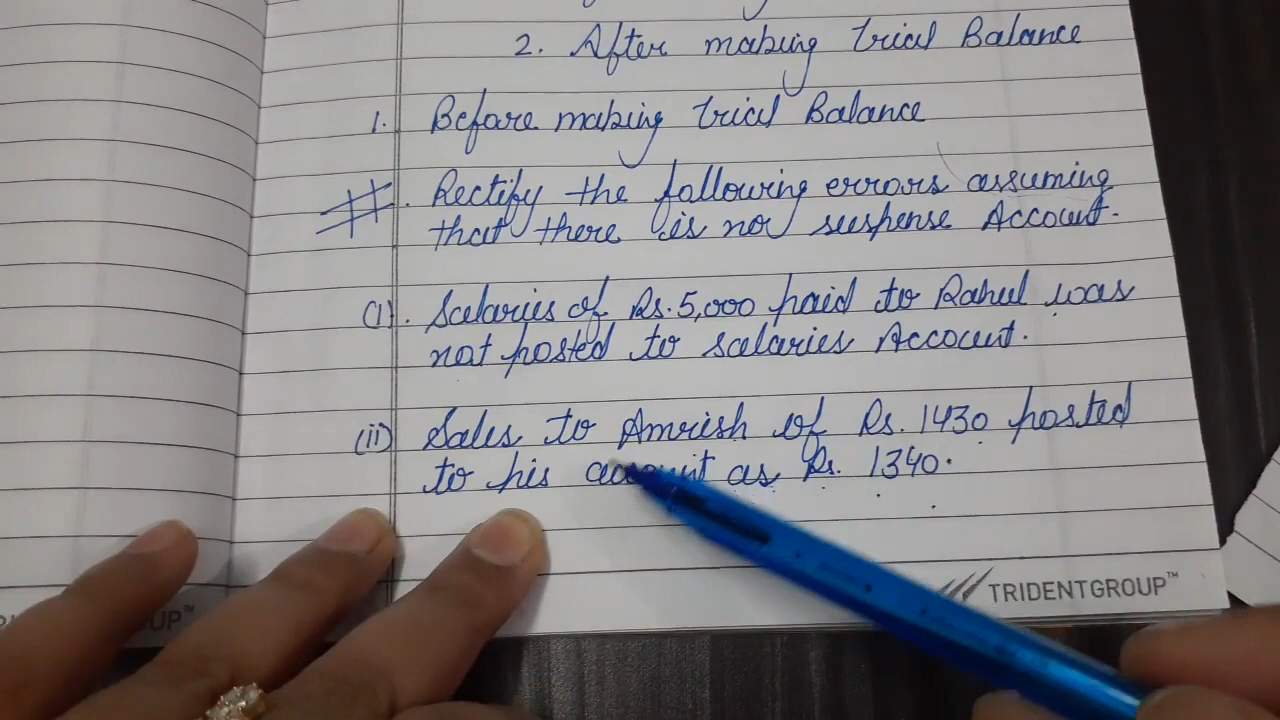 2. After making trial Balance
1. Before making trial Balance
#. Rectify the following errors assuming
that there is no suspense Account.
(i). Salaries of Rs. 5,000 paid to Rahul was
not posted to salaries Account.
(ii) Sales to Amrish of Rs. 1430 posted
to his account as Rs. 1340.
TRIDENTGROUP™
UP™